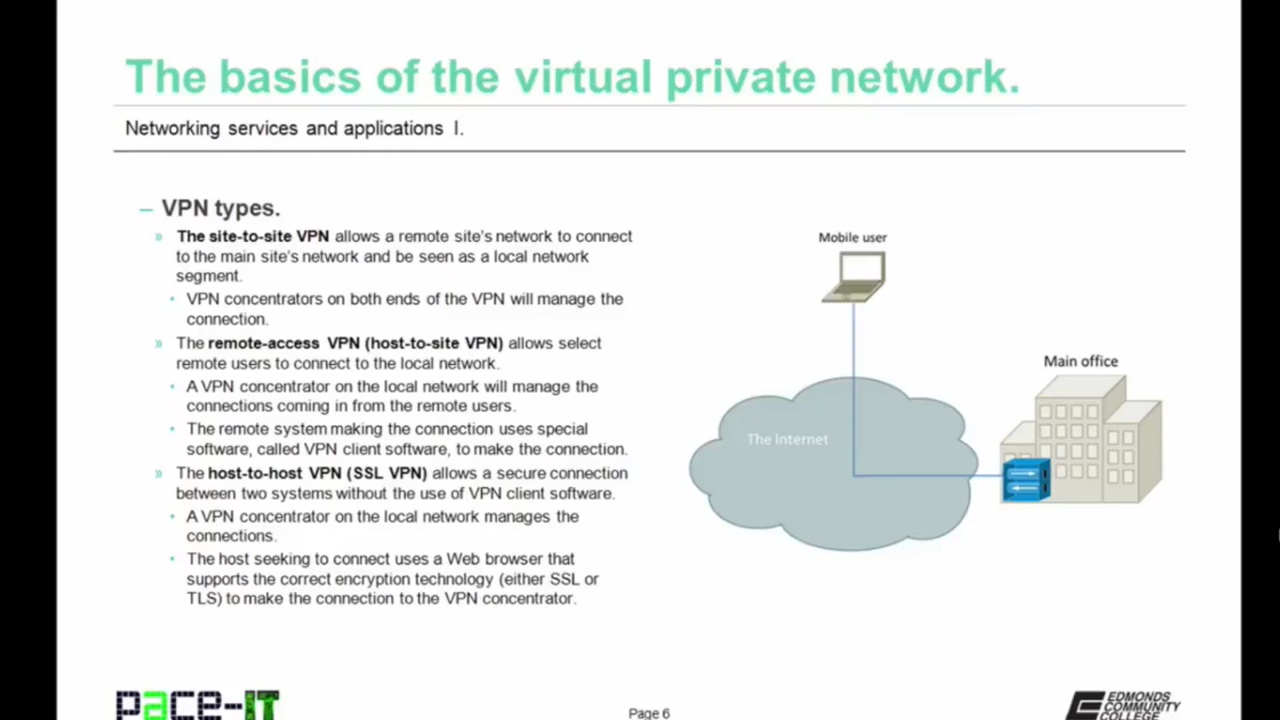 The basics of the virtual private network.
Networking services and applications I.
– VPN types.
» The site-to-site VPN allows a remote site's network to connect
to the main site's network and be seen as a local network
segment.
• VPN concentrators on both ends of the VPN will manage the
connection.
» The remote-access VPN (host-to-site VPN) allows select
remote users to connect to the local network.
• A VPN concentrator on the local network will manage the
connections coming in from the remote users.
• The remote system making the connection uses special
software, called VPN client software, to make the connection.
» The host-to-host VPN (SSL VPN) allows a secure connection
between two systems without the use of VPN client software.
• A VPN concentrator on the local network manages the
connections.
• The host seeking to connect uses a Web browser that
supports the correct encryption technology (either SSL or
TLS) to make the connection to the VPN concentrator.
Mobile user
Main office
The Internet
pace-IT
Page 6
EDMONDS
COMMUNITY
COLLEGE